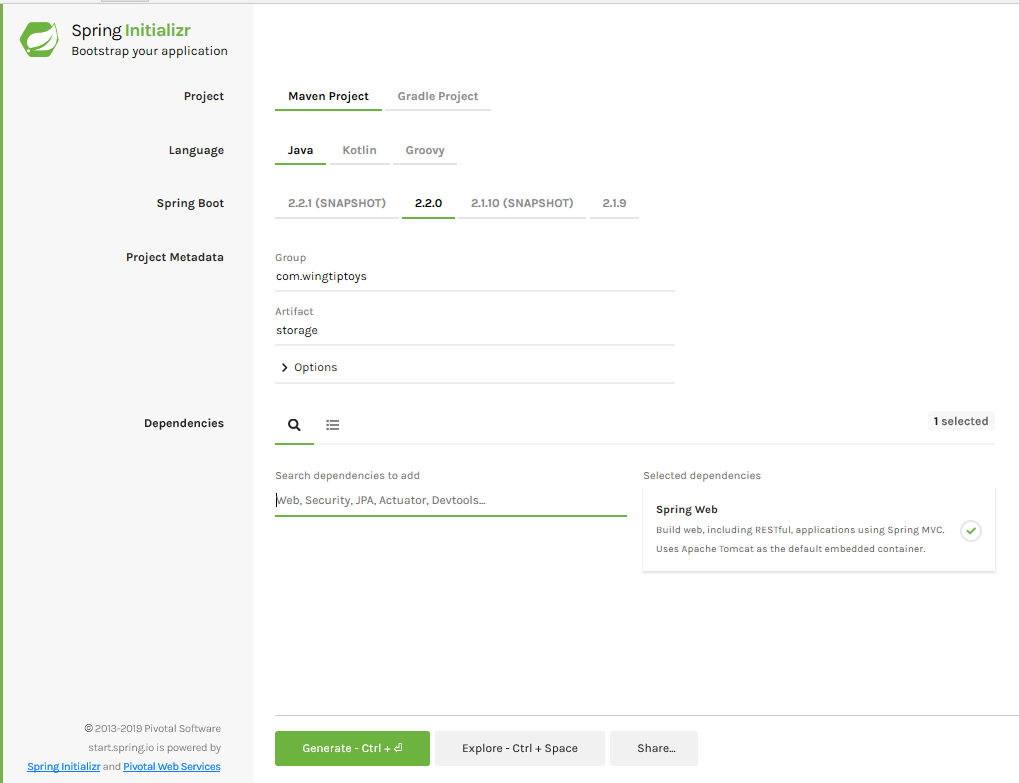 Spring Initializr
Bootstrap your application
Project
Maven Project
Gradle Project
Language
Java
Kotlin
Groovy
Spring Boot
2.2.1 (SNAPSHOT)
2.2.0
2.1.10 (SNAPSHOT)
2.1.9
Project Metadata
Group
com.wingtiptoys
Artifact
storage
Options
Dependencies
1 selected
Search dependencies to add
Web, Security, JPA, Actuator, Devtools...
Selected dependencies
Spring Web
Build web, including RESTful, applications using Spring MVC.
Uses Apache Tomcat as the default embedded container.
© 2013-2019 Pivotal Software
start.spring.io is powered by
Spring Initializr and Pivotal Web Services
Generate - Ctrl + ⏎
Explore - Ctrl + Space
Share...